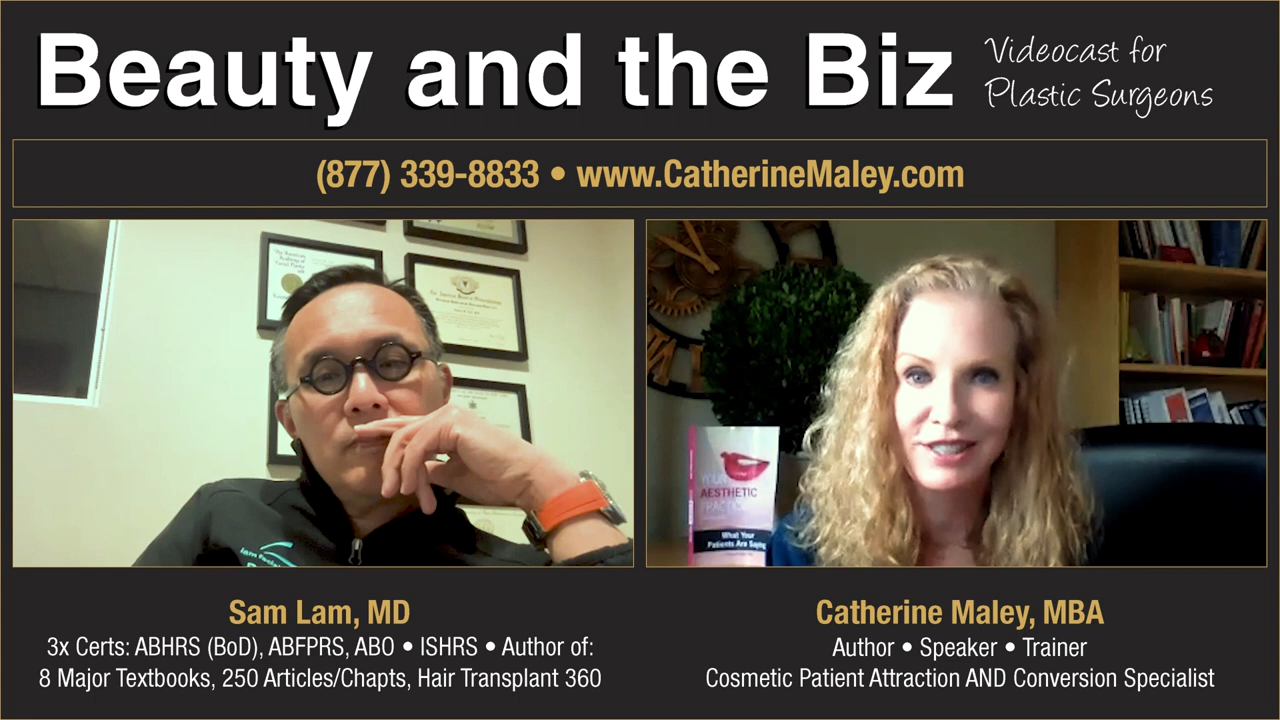 Beauty and the Biz
Videocast for
Plastic Surgeons
(877) 339-8833 • www.CatherineMaley.com
YOUR
AESTHETIC
PRACTICE
What Your
Patients Are Saying
Sam Lam, MD
3x Certs: ABHRS (BoD), ABFPRS, ABO • ISHRS • Author of:
8 Major Textbooks, 250 Articles/Chapts, Hair Transplant 360
Catherine Maley, MBA
Author • Speaker • Trainer
Cosmetic Patient Attraction AND Conversion Specialist